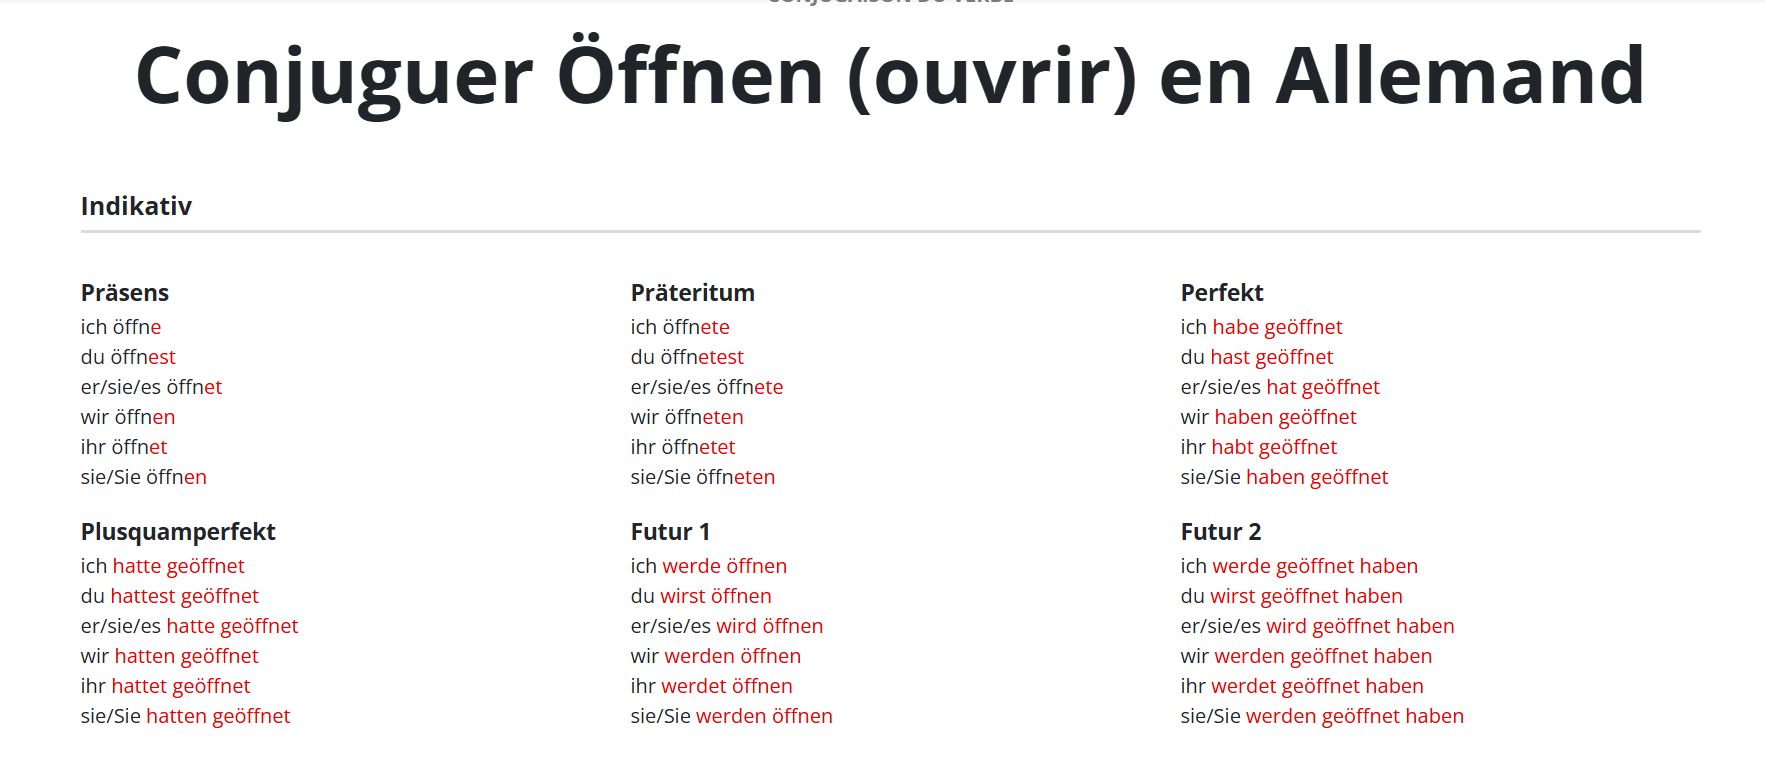 Conjuguer Öffnen (ouvrir) en Allemand
Indikativ
Präsens
ich öffne
du öffnest
er/sie/es öffnet
wir öffnen
ihr öffnet
sie/Sie öffnen
Präteritum
ich öffnete
du öffnetest
er/sie/es öffnete
wir öffneten
ihr öffnetet
sie/Sie öffneten
Perfekt
ich habe geöffnet
du hast geöffnet
er/sie/es hat geöffnet
wir haben geöffnet
ihr habt geöffnet
sie/Sie haben geöffnet
Plusquamperfekt
ich hatte geöffnet
du hattest geöffnet
er/sie/es hatte geöffnet
wir hatten geöffnet
ihr hattet geöffnet
sie/Sie hatten geöffnet
Futur 1
ich werde öffnen
du wirst öffnen
er/sie/es wird öffnen
wir werden öffnen
ihr werdet öffnen
sie/Sie werden öffnen
Futur 2
ich werde geöffnet haben
du wirst geöffnet haben
er/sie/es wird geöffnet haben
wir werden geöffnet haben
ihr werdet geöffnet haben
sie/Sie werden geöffnet haben